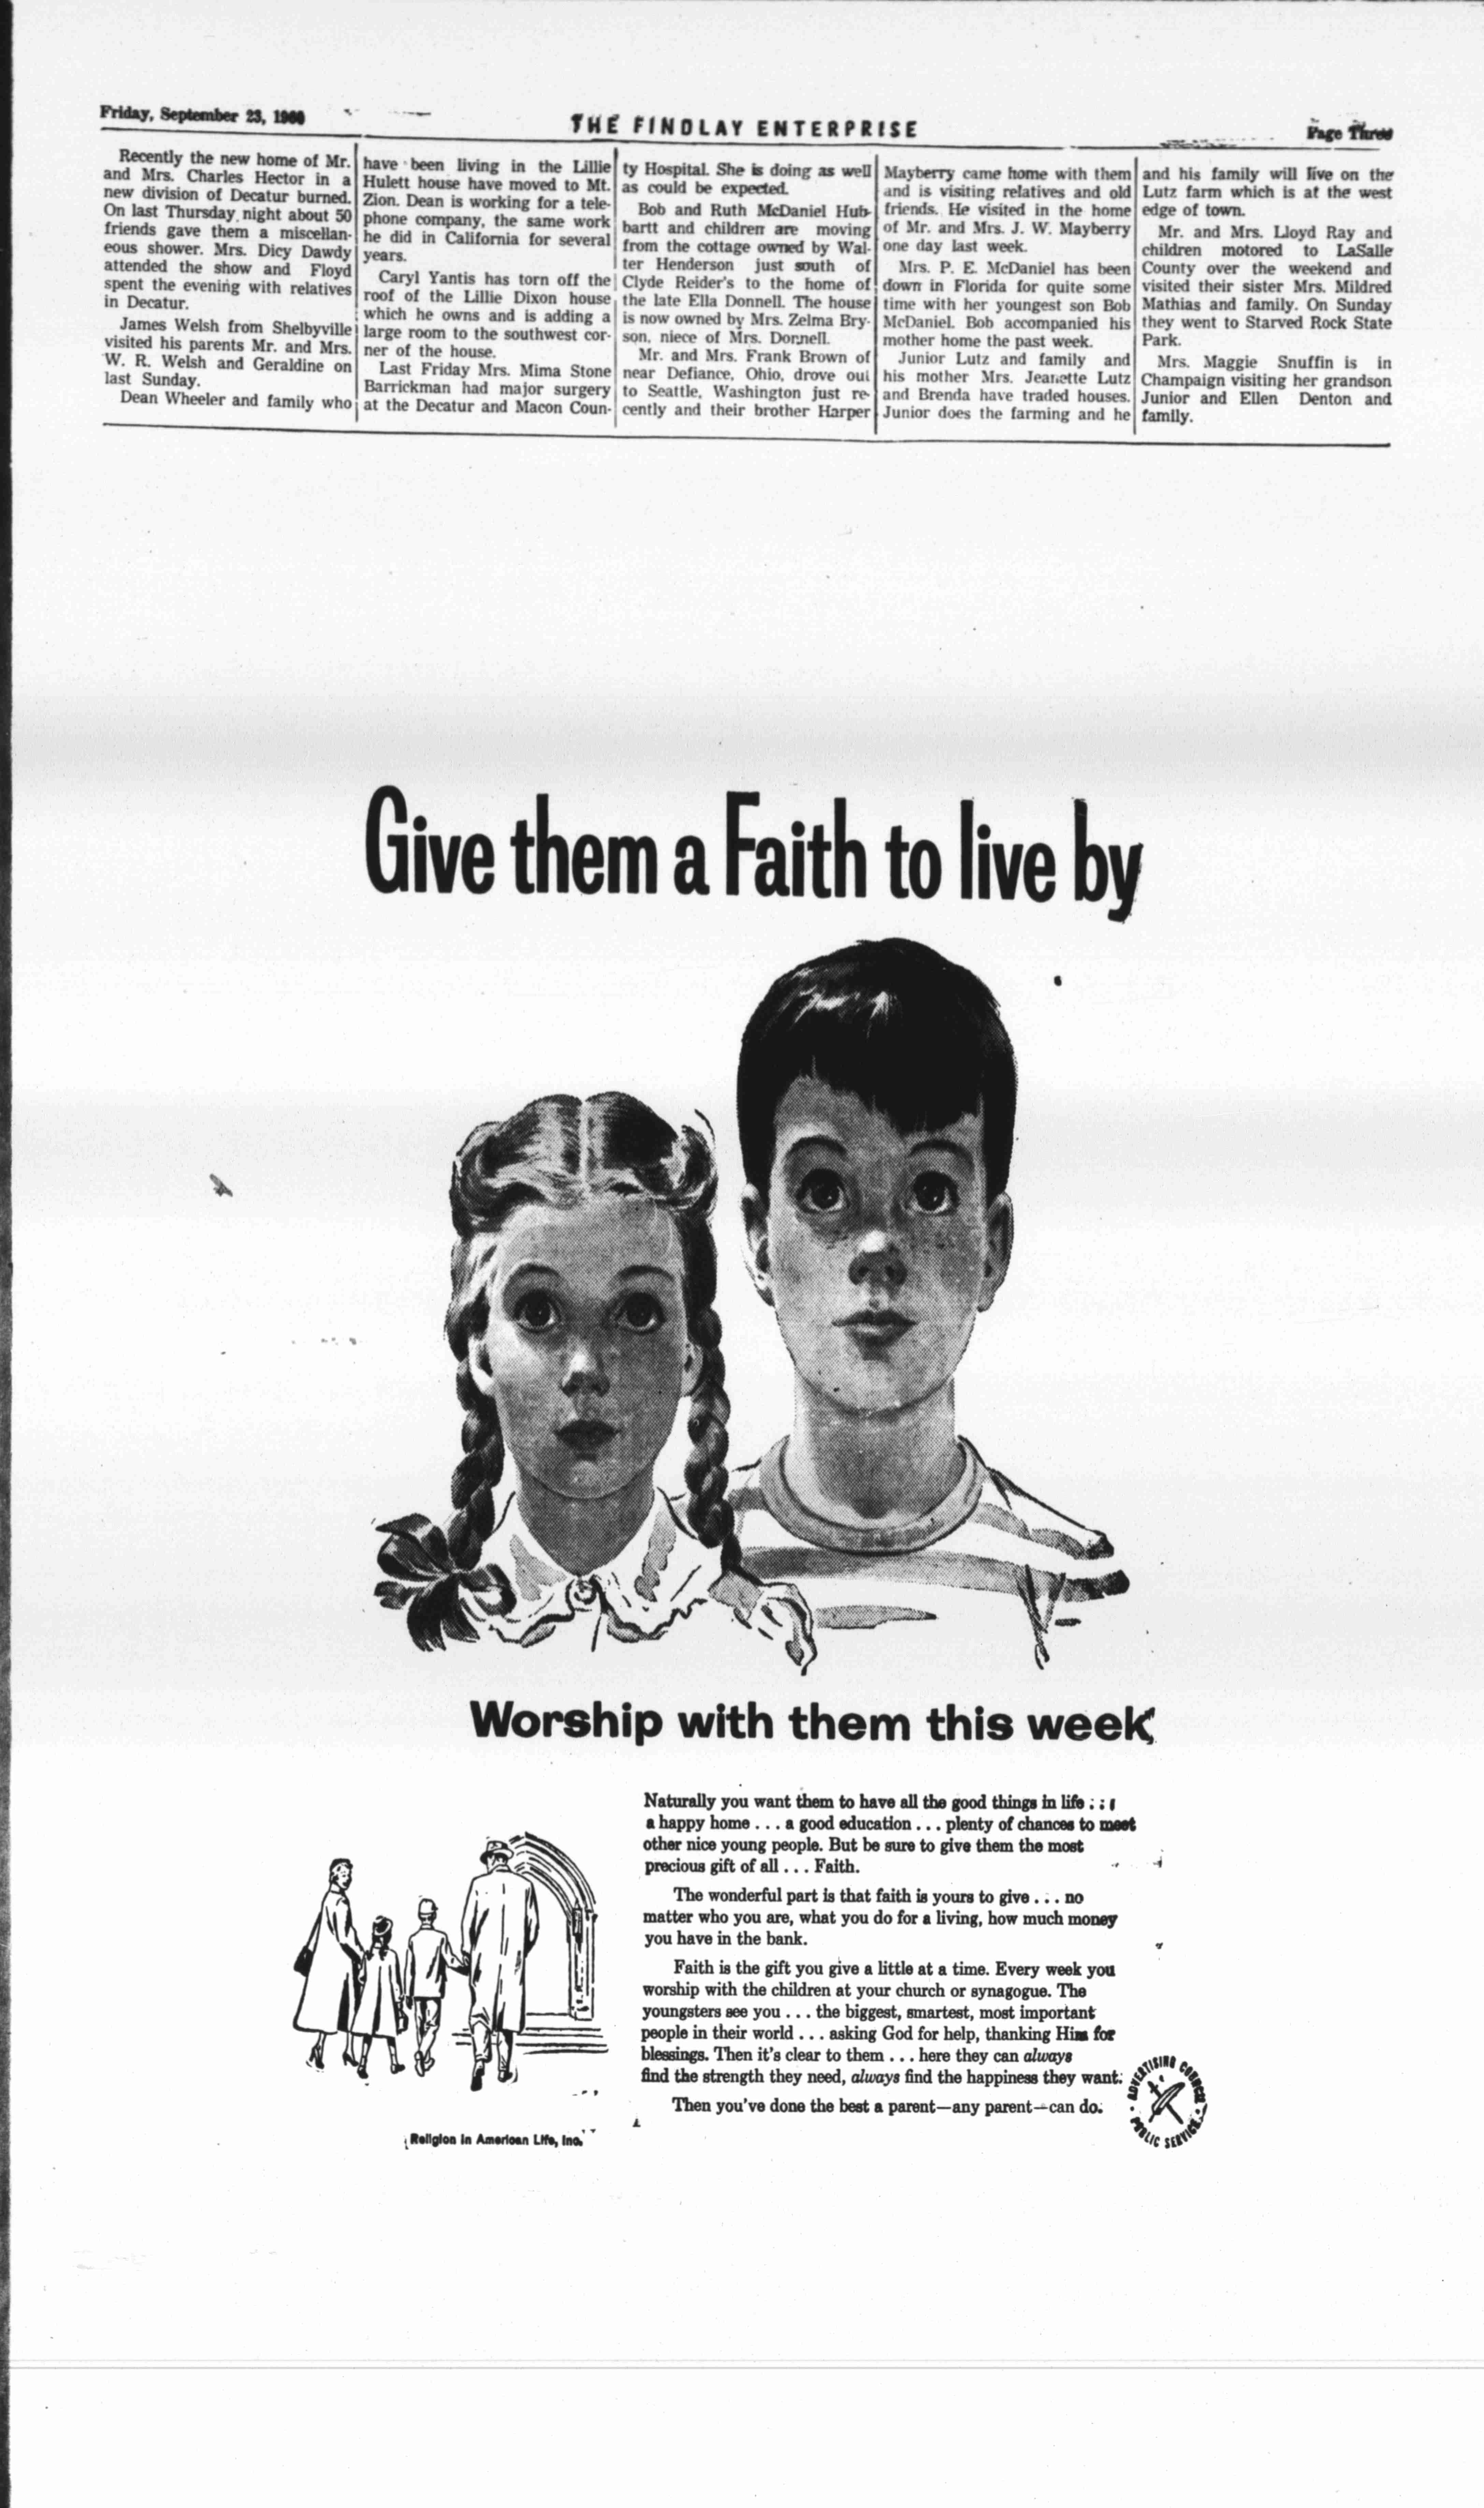 Friday, September 23, 1960
THE FINDLAY ENTERPRISE
Page Three
Recently the new home of Mr.
and Mrs. Charles Hector in a
new division of Decatur burned.
On last Thursday night about 50
friends gave them a miscellan-
eous shower. Mrs. Dicy Dawdy
attended the show and Floyd
spent the evening with relatives
in Decatur.
James Welsh from Shelbyville
visited his parents Mr. and Mrs.
W. R. Welsh and Geraldine on
last Sunday.
Dean Wheeler and family who
have been living in the Lillie
Hulett house have moved to Mt.
Zion. Dean is working for a tele-
phone company, the same work
he did in California for several
years.
Caryl Yantis has torn off the
roof of the Lillie Dixon house
which he owns and is adding a
large room to the southwest cor-
ner of the house.
Last Friday Mrs. Mima Stone
Barrickman had major surgery
at the Decatur and Macon Coun-
ty Hospital. She is doing as well
as could be expected.
Bob and Ruth McDaniel Hub-
bartt and children are moving
from the cottage owned by Wal-
ter Henderson just south of
Clyde Reider's to the home of
the late Ella Donnell. The house
is now owned by Mrs. Zelma Bry-
son, niece of Mrs. Donnell.
Mr. and Mrs. Frank Brown of
near Defiance, Ohio, drove out
to Seattle, Washington just re-
cently and their brother Harper
Mayberry came home with them
and is visiting relatives and old
friends. He visited in the home
of Mr. and Mrs. J. W. Mayberry
one day last week.
Mrs. P. E. McDaniel has been
down in Florida for quite some
time with her youngest son Bob
McDaniel. Bob accompanied his
mother home the past week.
Junior Lutz and family and
his mother Mrs. Jeanette Lutz
and Brenda have traded houses.
Junior does the farming and he
and his family will live on the
Lutz farm which is at the west
edge of town.
Mr. and Mrs. Lloyd Ray and
children motored to LaSalle
County over the weekend and
visited their sister Mrs. Mildred
Mathias and family. On Sunday
they went to Starved Rock State
Park.
Mrs. Maggie Snuffin is in
Champaign visiting her grandson
Junior and Ellen Denton and
family.
Give them a Faith to live by
Worship with them this week
Naturally you want them to have all the good things in life . . .
a happy home . . . a good education . . . plenty of chances to meet
other nice young people. But be sure to give them the most
precious gift of all . . . Faith.
The wonderful part is that faith is yours to give . . . no
matter who you are, what you do for a living, how much money
you have in the bank.
Faith is the gift you give a little at a time. Every week you
worship with the children at your church or synagogue. The
youngsters see you . . . the biggest, smartest, most important
people in their world . . . asking God for help, thanking Him for
blessings. Then it's clear to them . . . here they can always
find the strength they need, always find the happiness they want.
Then you've done the best a parent—any parent—can do.
Religion in American Life, Inc.
ADVERTISING COUNCIL
PUBLIC SERVICE